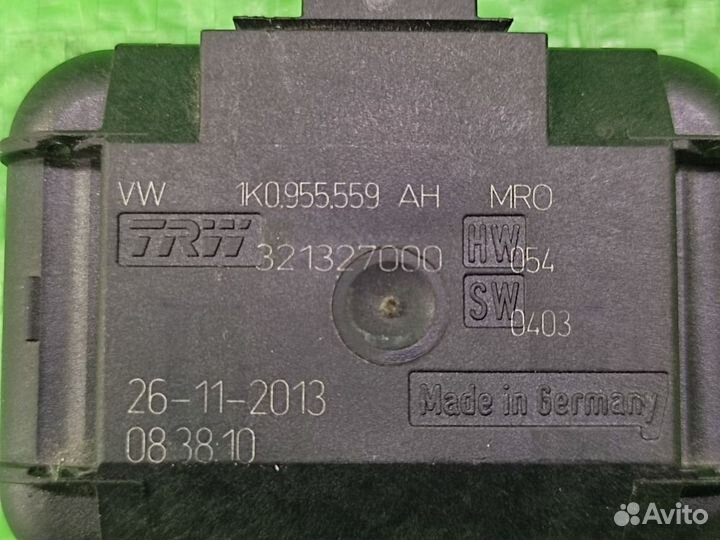 VW 1K0.955.559 AH MRO
TRW 321327000 HW 054
SW 0403
26-11-2013
08:38:10
Made in Germany
Avito